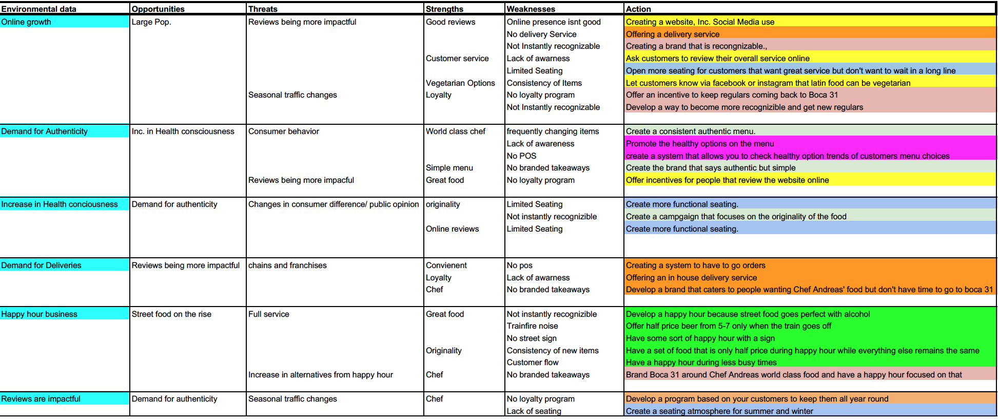 Environmental data Opportunities Threats Strengths Weaknesses Action
Online growth Large Pop. Reviews being more impactful Good reviews Online presence isnt good Creating a website, Inc. Social Media use
No delivery Service Offering a delivery service
Not Instantly recognizable Creating a brand that is recongnizable.,
Customer service Lack of awarness Ask customers to review their overall service online
Limited Seating Open more seating for customers that want great service but don't want to wait in a long line
Vegetarian Options Consistency of Items Let customers know via facebook or instagram that latin food can be vegetarian
Seasonal traffic changes Loyalty No loyalty program Offer an incentive to keep regulars coming back to Boca 31
Not Instantly recognizable Develop a way to become more recognizible and get new regulars
Demand for Authenticity Inc. in Health consciousness Consumer behavior World class chef frequently changing items Create a consistent authentic menu.
Lack of awareness Promote the healthy options on the menu
No POS create a system that allows you to check healthy option trends of customers menu choices
Simple menu No branded takeaways Create the brand that says authentic but simple
Reviews being more impacful Great food No loyalty program Offer incentives for people that review the website online
Increase in Health conciousness Demand for authenticity Changes in consumer difference/ public opinion originality Limited Seating Create more functional seating.
Not instantly recognizible Create a campgaign that focuses on the originality of the food
Online reviews Limited Seating Create more functional seating.
Demand for Deliveries Reviews being more impactful chains and franchises Convienent No pos Creating a system to have to go orders
Loyalty Lack of awarness Offering an in house delivery service
Chef No branded takeaways Develop a brand that caters to people wanting Chef Andreas' food but don't have time to go to boca 31
Happy hour business Street food on the rise Full service Great food Not instantly recognizible Develop a happy hour because street food goes perfect with alcohol
Trainfire noise Offer half price beer from 5-7 only when the train goes off
No street sign Have some sort of happy hour with a sign
Originality Consistency of new items Have a set of food that is only half price during happy hour while everything else remains the same
Customer flow Have a happy hour during less busy times
Increase in alternatives from happy hour Chef No branded takeaways Brand Boca 31 around Chef Andreas world class food and have a happy hour focused on that
Reviews are impactful Demand for authenticity Seasonal traffic changes Chef No loyalty program Develop a program based on your customers to keep them all year round
Lack of seating Create a seating atmosphere for summer and winter